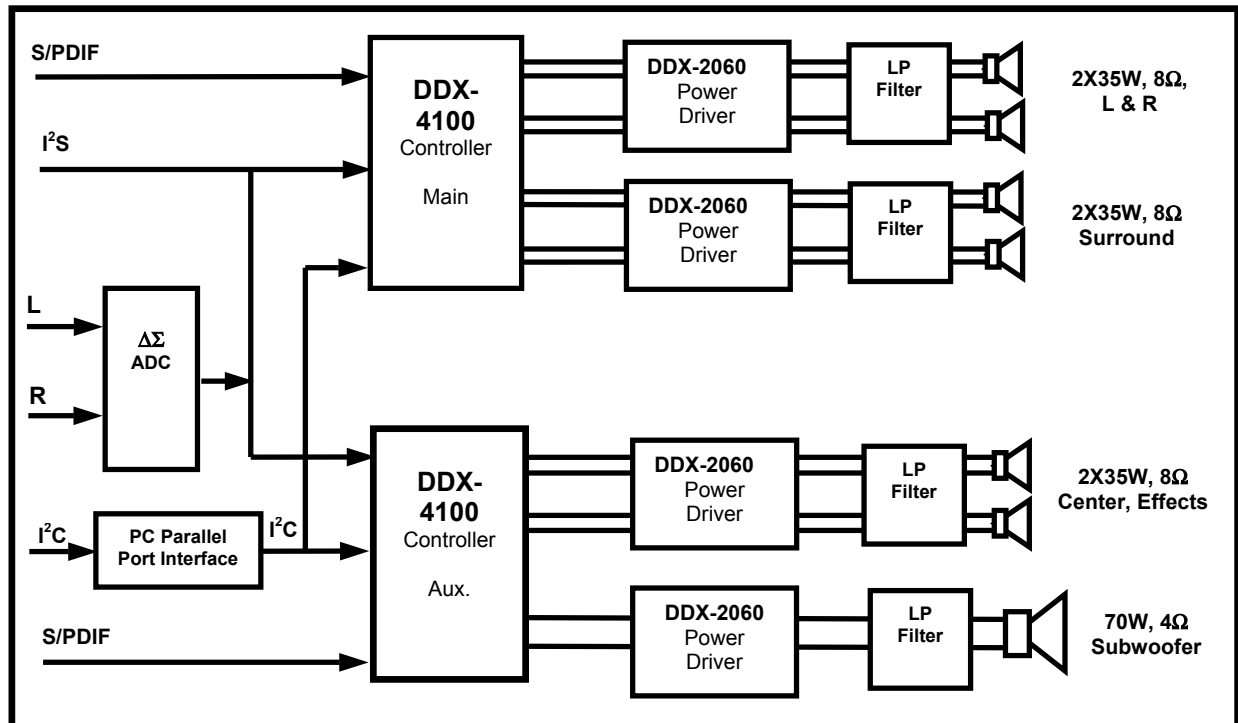 S/PDIF
I²S
L
R
ΔΣ
ADC
I²C
PC Parallel
Port Interface
I²C
S/PDIF
DDX-
4100
Controller
Main
DDX-2060
Power
Driver
LP
Filter
2X35W, 8Ω,
L & R
DDX-2060
Power
Driver
LP
Filter
2X35W, 8Ω
Surround
DDX-
4100
Controller
Aux.
DDX-2060
Power
Driver
LP
Filter
2X35W, 8Ω
Center, Effects
DDX-2060
Power
Driver
LP
Filter
70W, 4Ω
Subwoofer